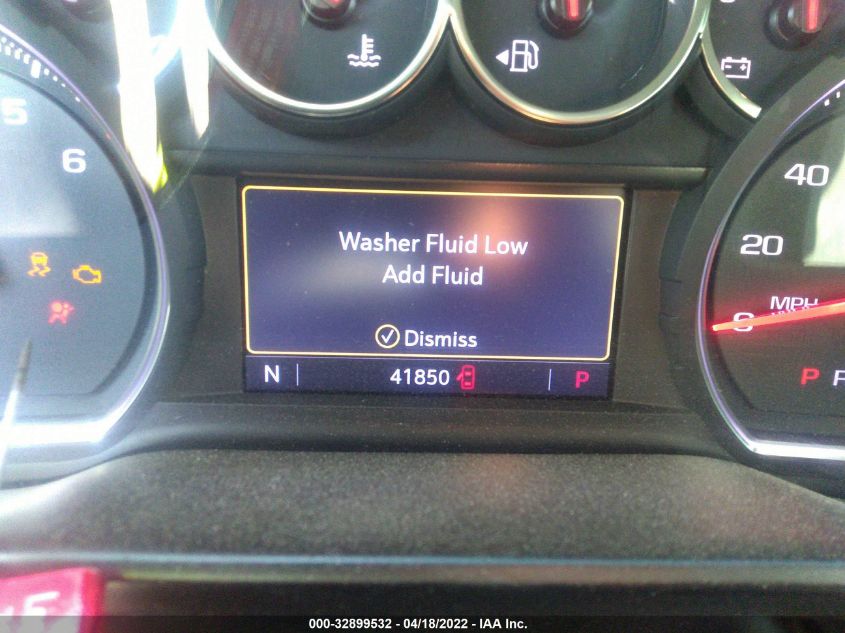 5
6
40
20
0
MPH
Washer Fluid Low
Add Fluid
Dismiss
N 41850 P
P
000-32899532 - 04/18/2022 - IAA Inc.